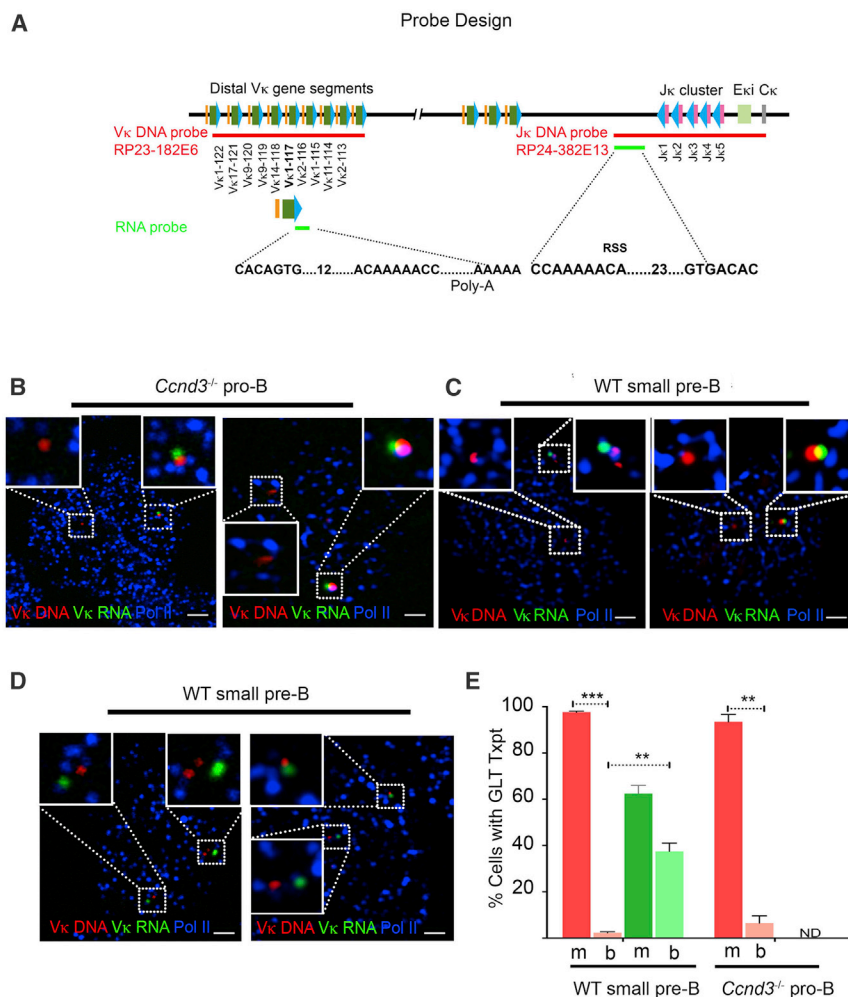 A
Probe Design
Distal Vκ gene segments
Jκ cluster
Eκi
Cκ
Vκ DNA probe
RP23-182E6
Jκ DNA probe
RP24-382E13
Vκ1-122
Vκ17-121
Vκ9-120
Vκ9-119
Vκ14-118
Vκ1-117
Vκ2-116
Vκ1-115
Vκ11-114
Vκ2-113
Jκ1
Jκ2
Jκ3
Jκ4
Jκ5
RNA probe
RSS
CACAGTG....12......ACAAAAACC........AAAAA
CCAAAAACA......23....GTGACAC
Poly-A
B
Ccnd3-/- pro-B
Vκ DNA Vκ RNA Pol II
Vκ DNA Vκ RNA Pol II
C
WT small pre-B
Vκ DNA Vκ RNA Pol II
Vκ DNA Vκ RNA Pol II
D
WT small pre-B
Vκ DNA Vκ RNA Pol II
Vκ DNA Vκ RNA Pol II
E
% Cells with GLT Txpt
100
80
60
40
20
***
**
**
ND
m b m b m b
WT small pre-B
Ccnd3-/- pro-B